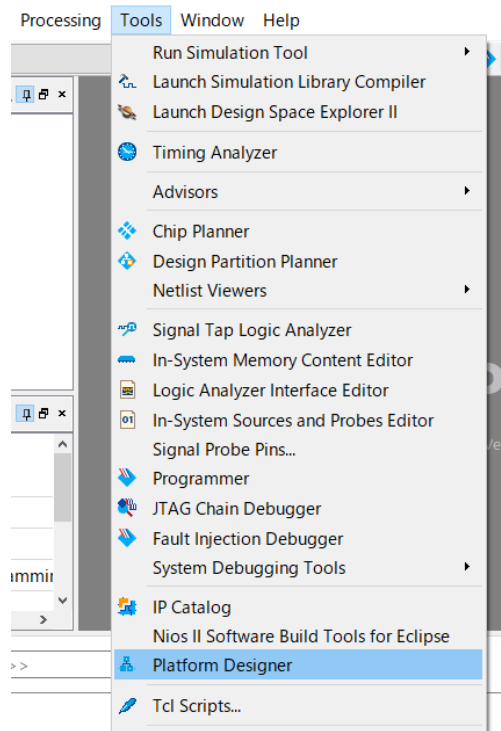 Processing Tools Window Help
Run Simulation Tool
Launch Simulation Library Compiler
Launch Design Space Explorer II
Timing Analyzer
Advisors
Chip Planner
Design Partition Planner
Netlist Viewers
Signal Tap Logic Analyzer
In-System Memory Content Editor
Logic Analyzer Interface Editor
In-System Sources and Probes Editor
Signal Probe Pins...
Programmer
JTAG Chain Debugger
Fault Injection Debugger
System Debugging Tools
IP Catalog
Nios II Software Build Tools for Eclipse
>> Platform Designer
Tcl Scripts...